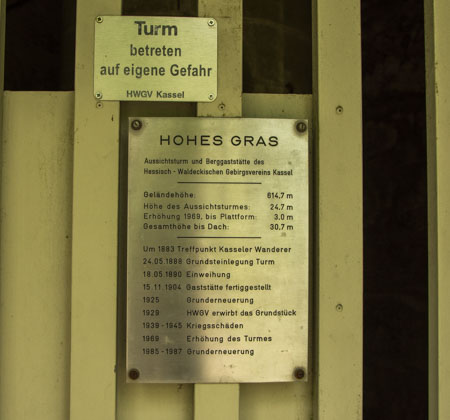 Turm
betreten
auf eigene Gefahr
HWGV Kassel
HOHES GRAS
Aussichtsturm und Berggaststätte des
Hessisch - Waldeckischen Gebirgsvereins Kassel
Geländehöhe: 614,7 m
Höhe des Aussichtsturmes: 24,7 m
Erhöhung 1969, bis Plattform: 3,0 m
Gesamthöhe bis Dach: 30,7 m
Um 1883 Treffpunkt Kasseler Wanderer
24.05.1888 Grundsteinlegung Turm
18.05.1890 Einweihung
15.11.1904 Gaststätte fertiggestellt
1925 Grunderneuerung
1929 HWGV erwirbt das Grundstück
1939-1945 Kriegsschäden
1969 Erhöhung des Turmes
1985-1987 Grunderneuerung